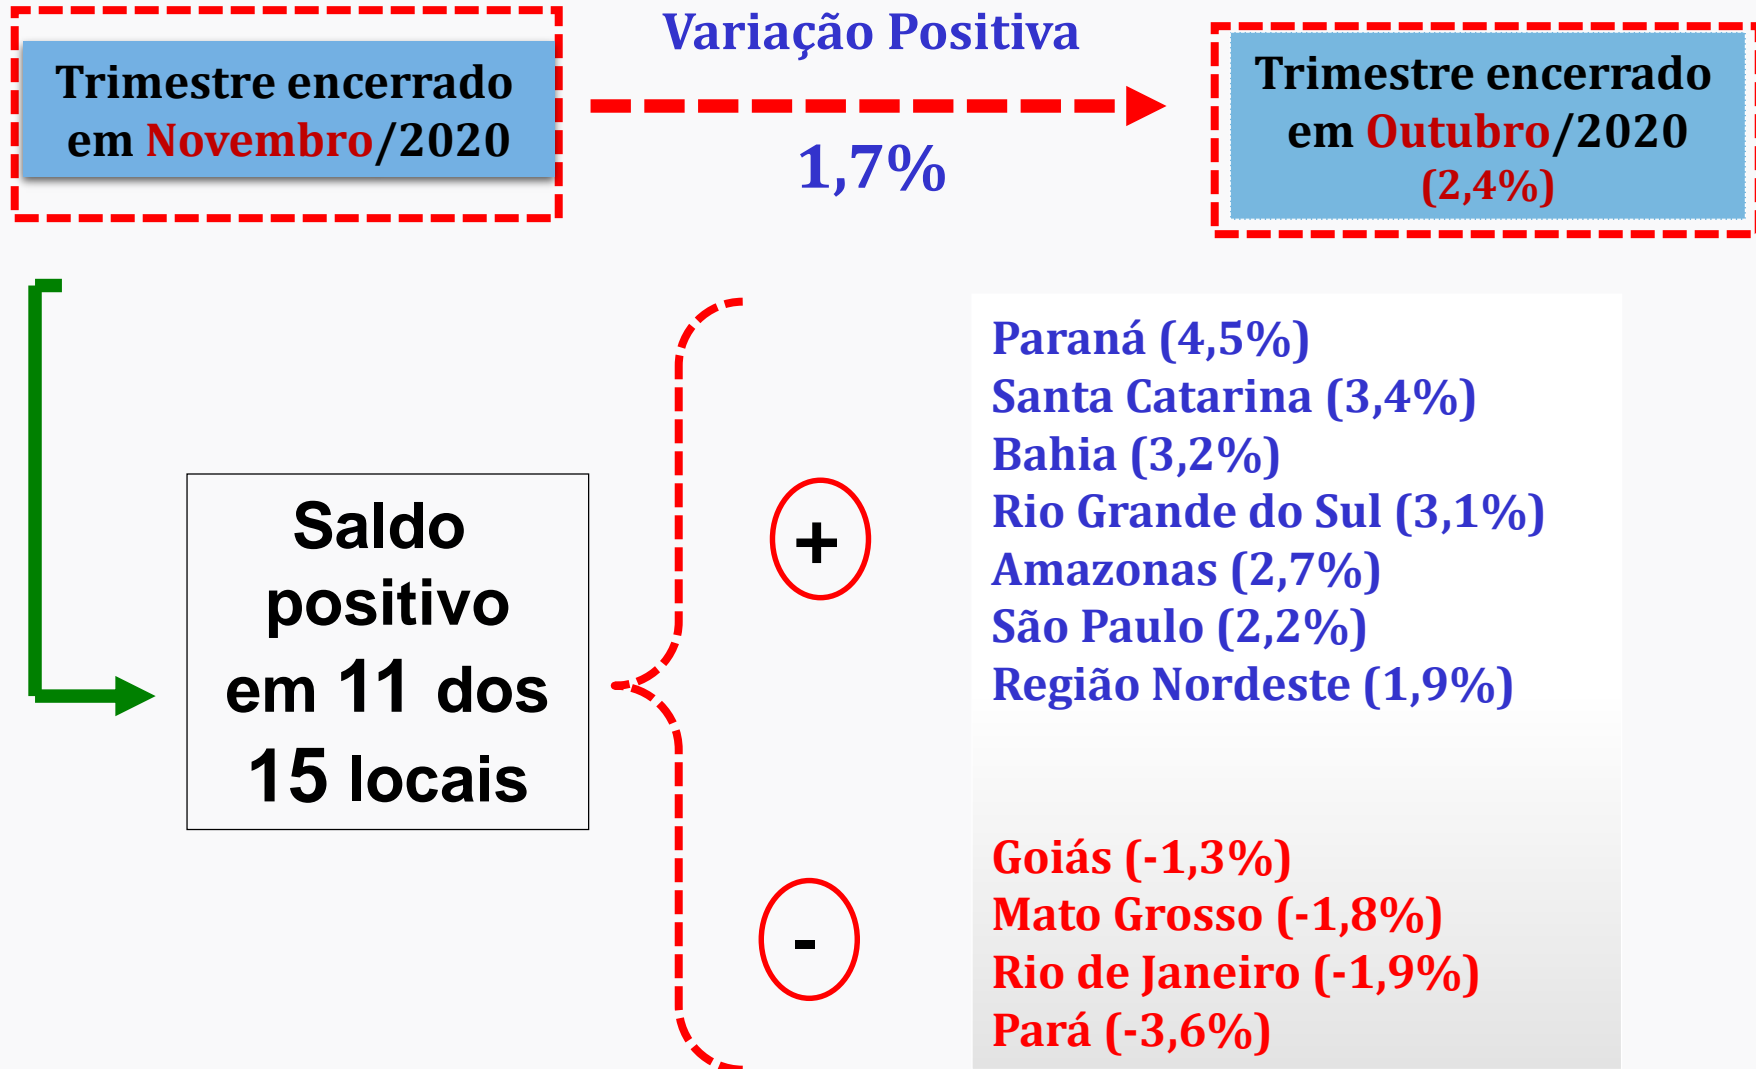 Trimestre encerrado
em Novembro/2020
Variação Positiva
1,7%
Trimestre encerrado
em Outubro/2020
(2,4%)
Saldo
positivo
em 11 dos
15 locais
+
Paraná (4,5%)
Santa Catarina (3,4%)
Bahia (3,2%)
Rio Grande do Sul (3,1%)
Amazonas (2,7%)
São Paulo (2,2%)
Região Nordeste (1,9%)
-
Goiás (-1,3%)
Mato Grosso (-1,8%)
Rio de Janeiro (-1,9%)
Pará (-3,6%)